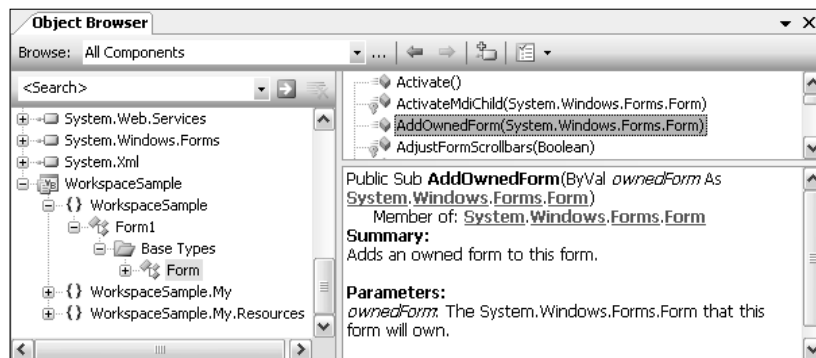 Object Browser
Browse: All Components
...
<Search>
System.Web.Services
System.Windows.Forms
System.Xml
WorkspaceSample
{} WorkspaceSample
Form1
Base Types
Form
{} WorkspaceSample.My
{} WorkspaceSample.My.Resources
Activate()
ActivateMdiChild(System.Windows.Forms.Form)
AddOwnedForm(System.Windows.Forms.Form)
AdjustFormScrollbars(Boolean)
Public Sub AddOwnedForm(ByVal ownedForm As
System.Windows.Forms.Form)
Member of: System.Windows.Forms.Form
Summary:
Adds an owned form to this form.
Parameters:
ownedForm: The System.Windows.Forms.Form that this
form will own.